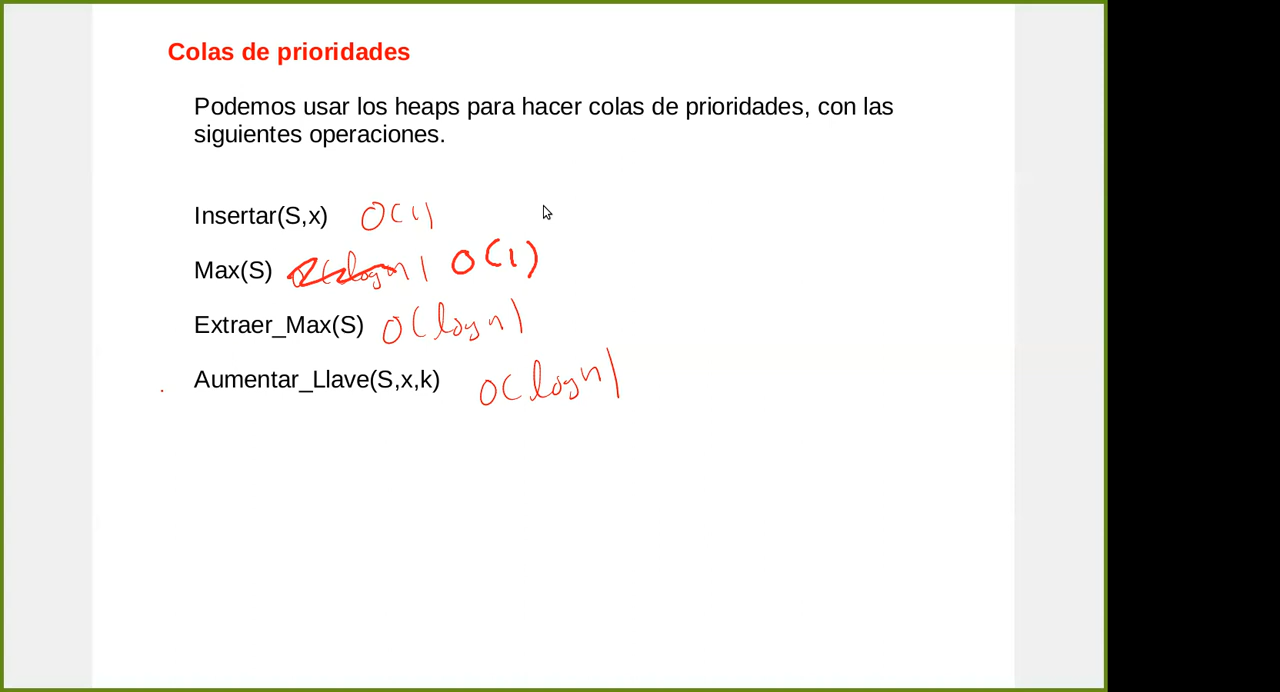 Colas de prioridades
Podemos usar los heaps para hacer colas de prioridades, con las
siguientes operaciones.
Insertar(S,x) O(1)
Max(S) O(log n) O(1)
Extraer_Max(S) O(log n)
Aumentar_Llave(S,x,k) O(log n)